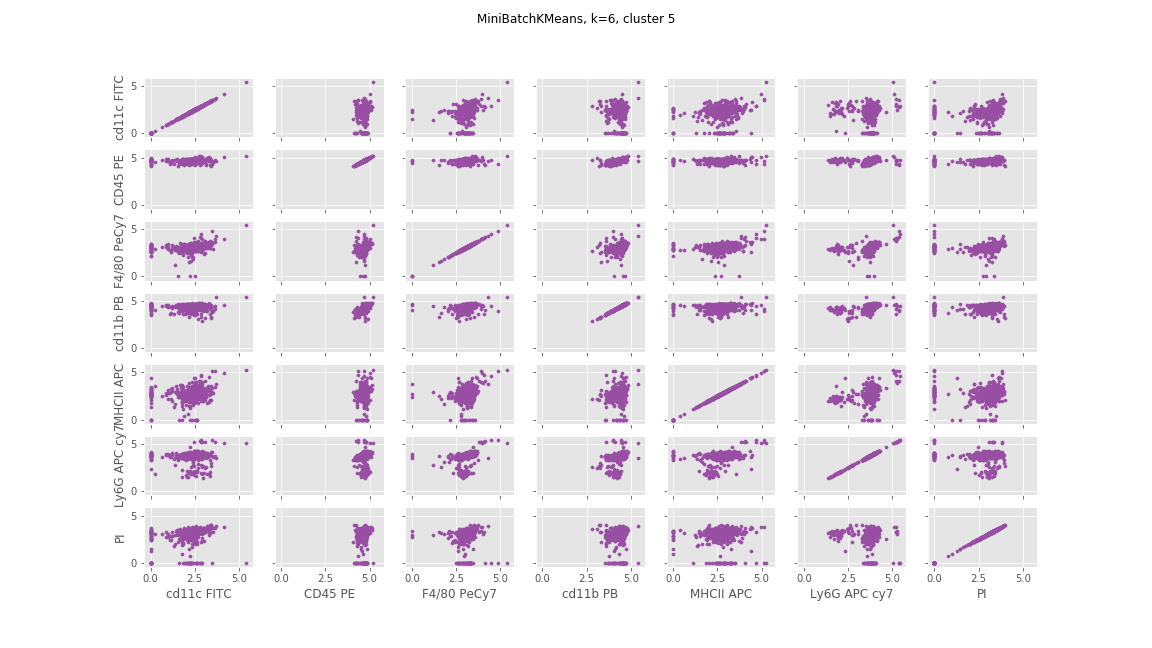 MiniBatchKMeans, k=6, cluster 5
cd11c FITC
5
0
CD45 PE
5
0
F4/80 PeCy7
5
0
cd11b PB
5
0
MHCII APC
5
0
Ly6G APC cy7
5
0
PI
5
0
0.0 2.5 5.0 0.0 2.5 5.0 0.0 2.5 5.0 0.0 2.5 5.0 0.0 2.5 5.0 0.0 2.5 5.0 0.0 2.5 5.0
cd11c FITC CD45 PE F4/80 PeCy7 cd11b PB MHCII APC Ly6G APC cy7 PI